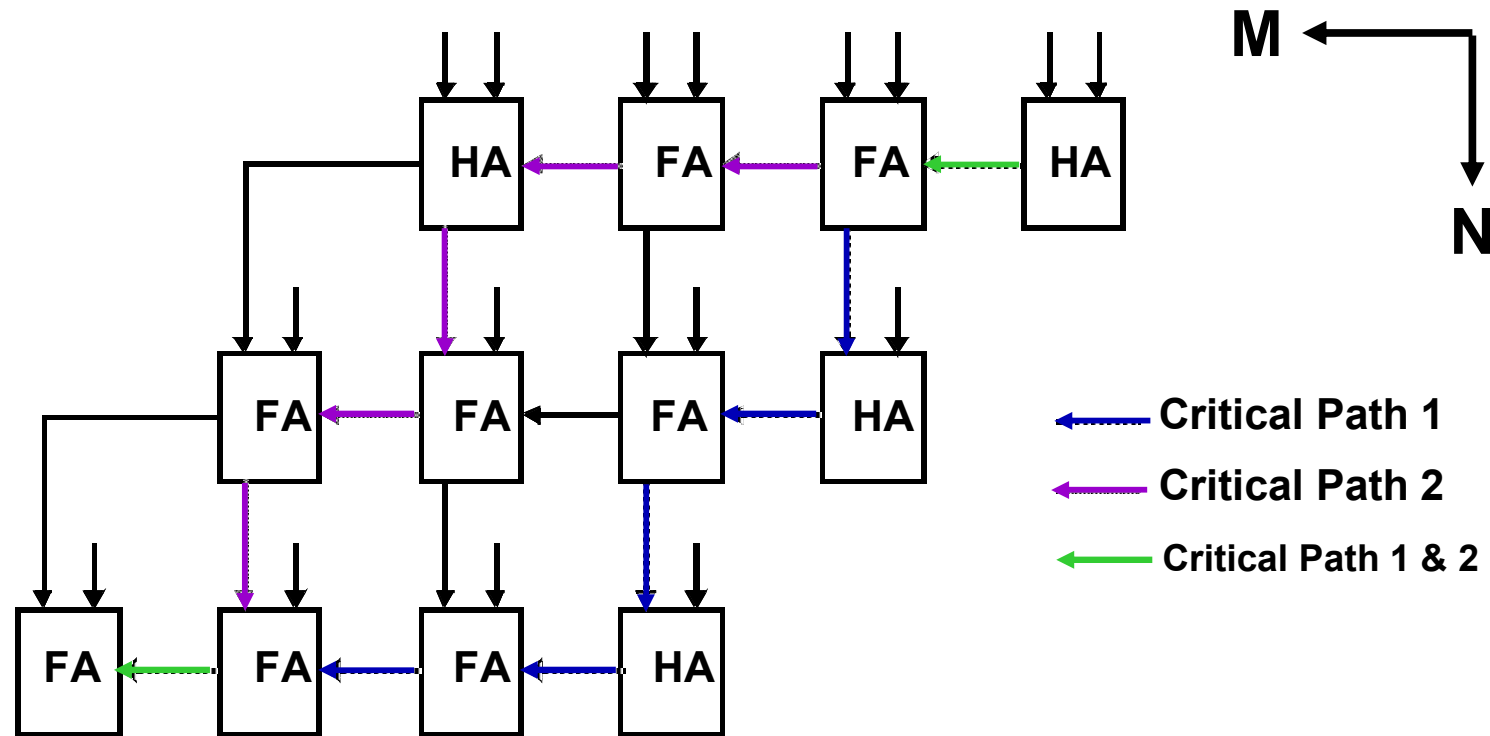 M
N
HA FA FA HA
FA FA FA HA
FA FA FA HA
Critical Path 1
Critical Path 2
Critical Path 1 & 2